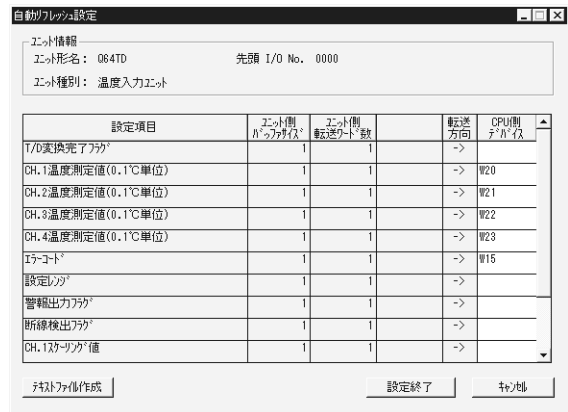 自動リフレッシュ設定
ユニット情報
ユニット形名： Q64TD 先頭 I/O No. 0000
ユニット種別： 温度入力ユニット
設定項目 ユニット側バッファサイズ ユニット側転送ワード数 転送方向 CPU側デバイス
T/D変換完了フラグ 1 1 ->
CH.1温度測定値(0.1℃単位) 1 1 -> W20
CH.2温度測定値(0.1℃単位) 1 1 -> W21
CH.3温度測定値(0.1℃単位) 1 1 -> W22
CH.4温度測定値(0.1℃単位) 1 1 -> W23
エラーコード 1 1 -> W15
設定レンジ 1 1 ->
警報出力フラグ 1 1 ->
断線検出フラグ 1 1 ->
CH.1スケーリング値 1 1 ->
テキストファイル作成 設定終了 キャンセル